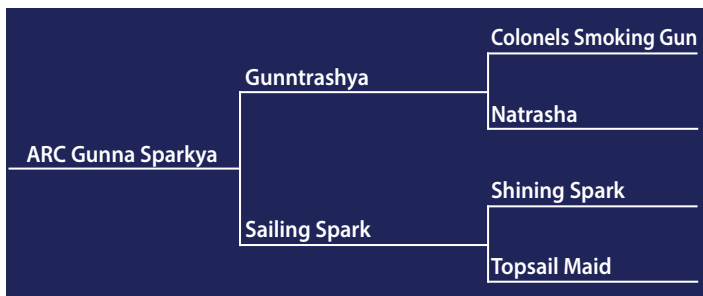 Colonels Smoking Gun
Gunntrashya
Natrasha
ARC Gunna Sparkya
Shining Spark
Sailing Spark
Topsail Maid